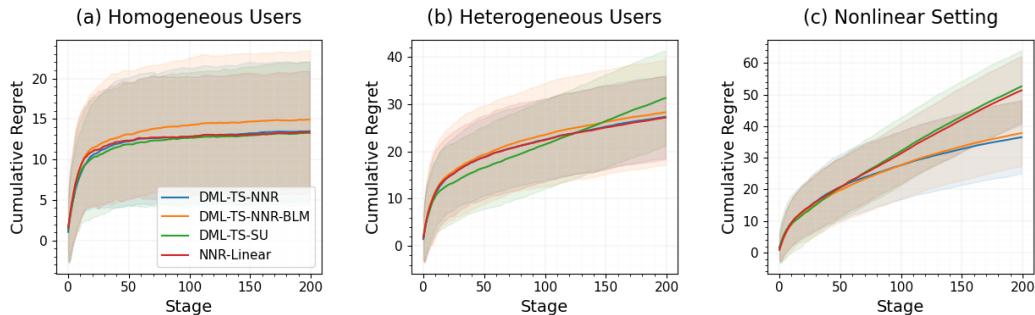 (a) Homogeneous Users
Cumulative Regret
20
15
10
5
0
0
50
100
150
200
Stage
DML-TS-NNR
DML-TS-NNR-BLM
DML-TS-SU
NNR-Linear
(b) Heterogeneous Users
Cumulative Regret
40
30
20
10
0
0
50
100
150
200
Stage
(c) Nonlinear Setting
Cumulative Regret
60
50
40
30
20
10
0
0
50
100
150
200
Stage